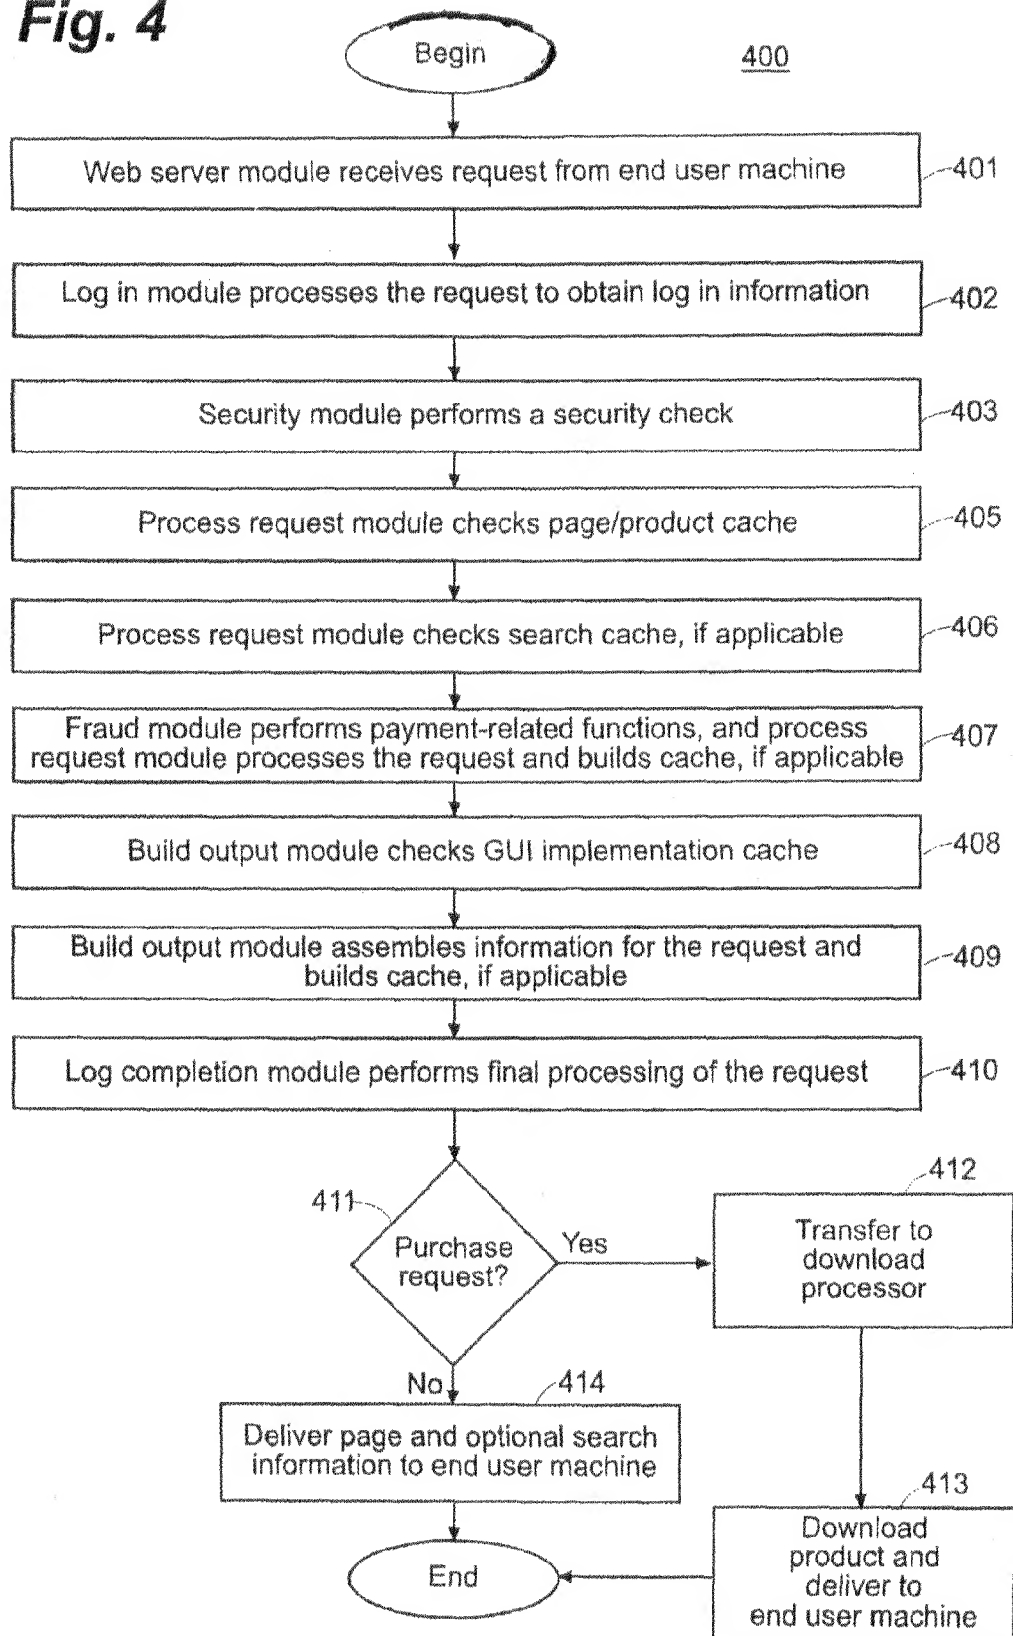 Fig. 4
Begin
400
Web server module receives request from end user machine
401
Log in module processes the request to obtain log in information
402
Security module performs a security check
403
Process request module checks page/product cache
405
Process request module checks search cache, if applicable
406
Fraud module performs payment-related functions, and process
request module processes the request and builds cache, if applicable
407
Build output module checks GUI implementation cache
408
Build output module assembles information for the request and
builds cache, if applicable
409
Log completion module performs final processing of the request
410
411
Purchase
request?
Yes
412
Transfer to
download
processor
No
414
Deliver page and optional search
information to end user machine
413
Download
product and
deliver to
end user machine
End